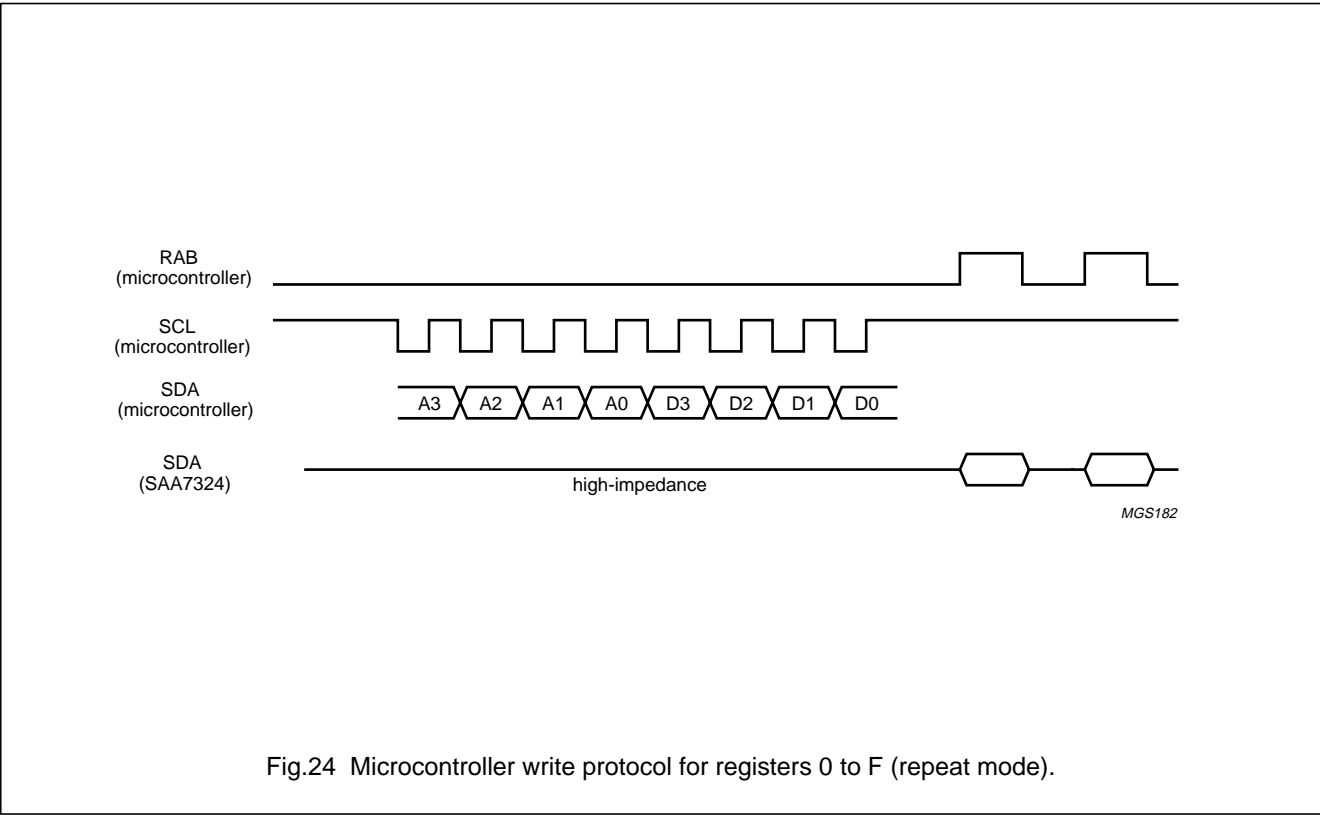 RAB
(microcontroller)
SCL
(microcontroller)
SDA
(microcontroller)
A3 A2 A1 A0 D3 D2 D1 D0
SDA
(SAA7324)
high-impedance
MGS182
Fig.24 Microcontroller write protocol for registers 0 to F (repeat mode).